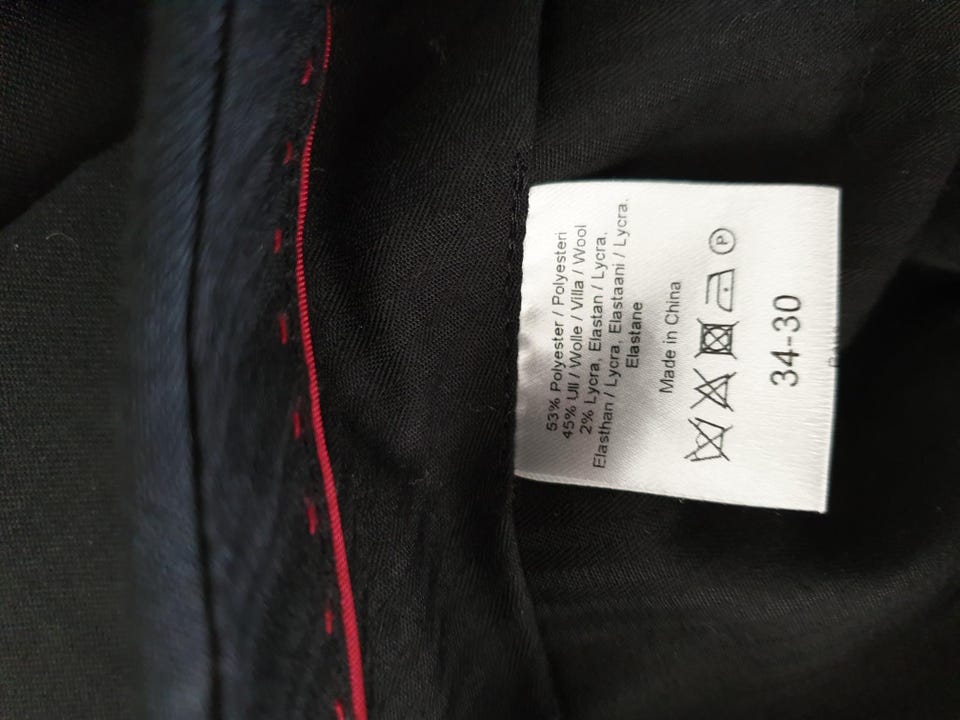 53% Polyester / Polyesteri
45% Ull / Wolle / Villa / Wool
2% Lycra, Elastan / Lycra,
Elasthan / Lycra, Elastaani / Lycra.
Elastane
Made in China
P
34-30